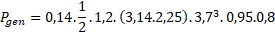 P_gen = 0,14 . 1/2 . 1,2 . (3,14.2,25) . 3,7³ . 0,95.0,8